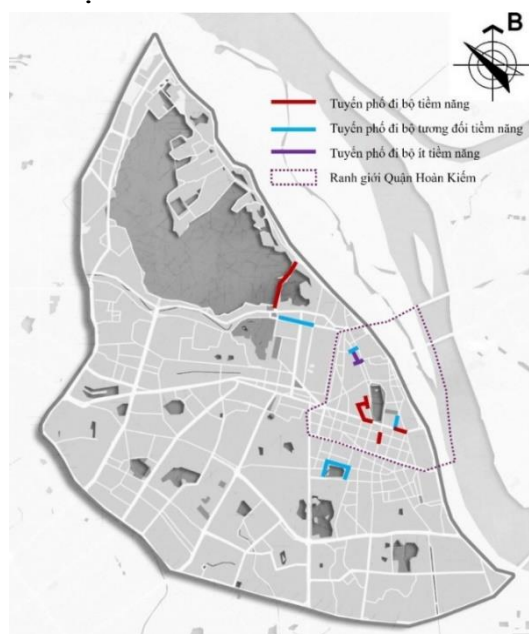 B
Tuyến phố đi bộ tiềm năng
Tuyến phố đi bộ tương đối tiềm năng
Tuyến phố đi bộ ít tiềm năng
Ranh giới Quận Hoàn Kiếm